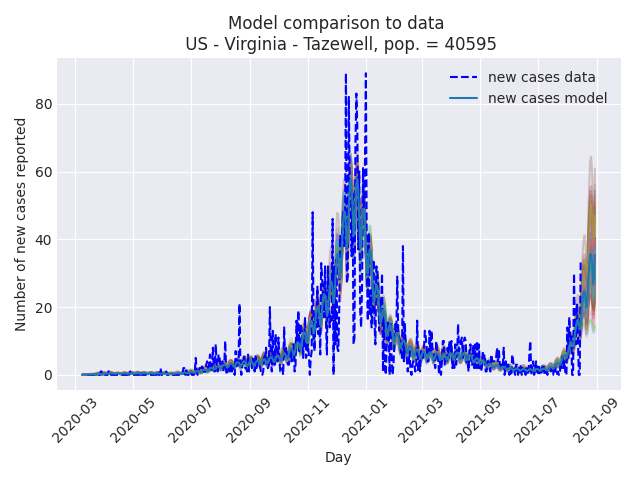 Model comparison to data
US - Virginia - Tazewell, pop. = 40595
new cases data
new cases model
Number of new cases reported
80
60
40
20
0
2020-03
2020-05
2020-07
2020-09
2020-11
2021-01
2021-03
2021-05
2021-07
2021-09
Day